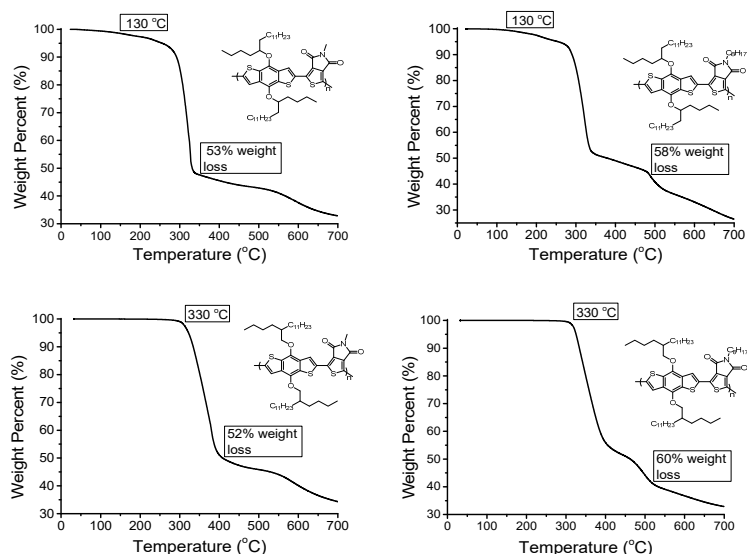 130 °C
100
90
80
70
60
50
40
30
Weight Percent (%)
0 100 200 300 400 500 600 700
Temperature (°C)
53% weight
loss
C11H23
O
S
S
O
C11H23
N
O
O
S
n
130 °C
100
90
80
70
60
50
40
30
Weight Percent (%)
0 100 200 300 400 500 600 700
Temperature (°C)
58% weight
loss
C11H23
O
S
S
O
C11H23
N
C8H17
O
O
S
n
330 °C
100
90
80
70
60
50
40
30
Weight Percent (%)
0 100 200 300 400 500 600 700
Temperature (°C)
52% weight
loss
C11H23
O
S
S
O
C11H23
N
O
O
S
n
330 °C
100
90
80
70
60
50
40
30
Weight Percent (%)
0 100 200 300 400 500 600 700
Temperature (°C)
60% weight
loss
C11H23
O
S
S
O
C11H23
N
C8H17
O
O
S
n